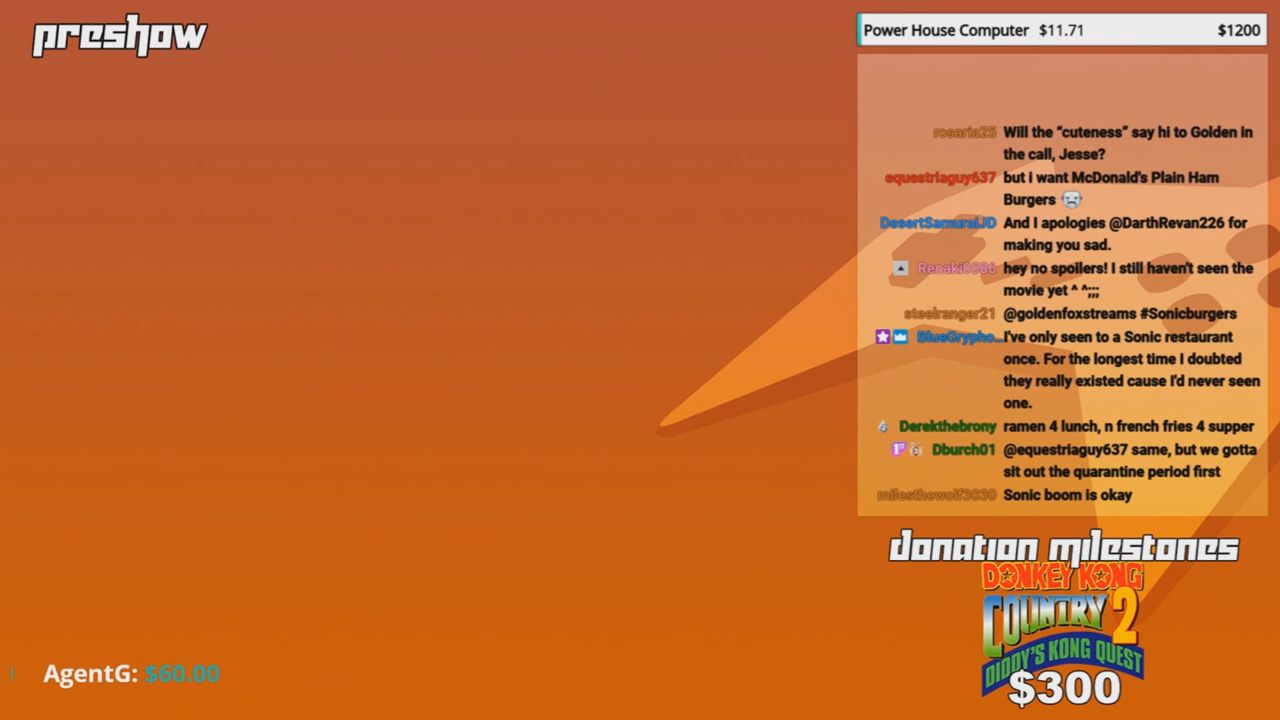 preshow
Power House Computer $11.71 $1200
rosaria25 Will the “cuteness” say hi to Golden in
the call, Jesse?
equestriaguy637 but i want McDonald's Plain Ham
Burgers
DesertSamuraiJD And I apologies @DarthRevan226 for
making you sad.
Renaki0586 hey no spoilers! I still haven't seen the
movie yet ^ ^;;;
steelranger21 @goldenfoxstreams #Sonicburgers
BlueGrypho... I've only seen to a Sonic restaurant
once. For the longest time I doubted
they really existed cause I'd never seen
one.
Derekthebrony ramen 4 lunch, n french fries 4 supper
Dburch01 @equestriaguy637 same, but we gotta
sit out the quarantine period first
milesthewolf3030 Sonic boom is okay
donation milestones
DONKEY KONG
COUNTRY 2
DIDDY'S KONG QUEST
$300
AgentG: $60.00